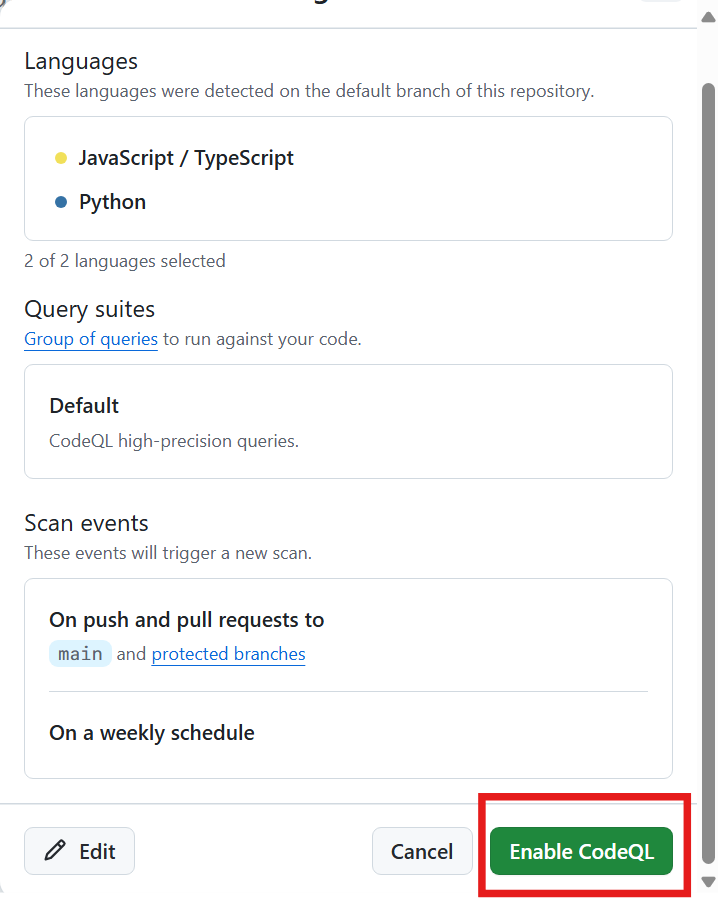 Languages
These languages were detected on the default branch of this repository.
JavaScript / TypeScript
Python
2 of 2 languages selected
Query suites
Group of queries to run against your code.
Default
CodeQL high-precision queries.
Scan events
These events will trigger a new scan.
On push and pull requests to
main and protected branches
On a weekly schedule
Edit
Cancel
Enable CodeQL